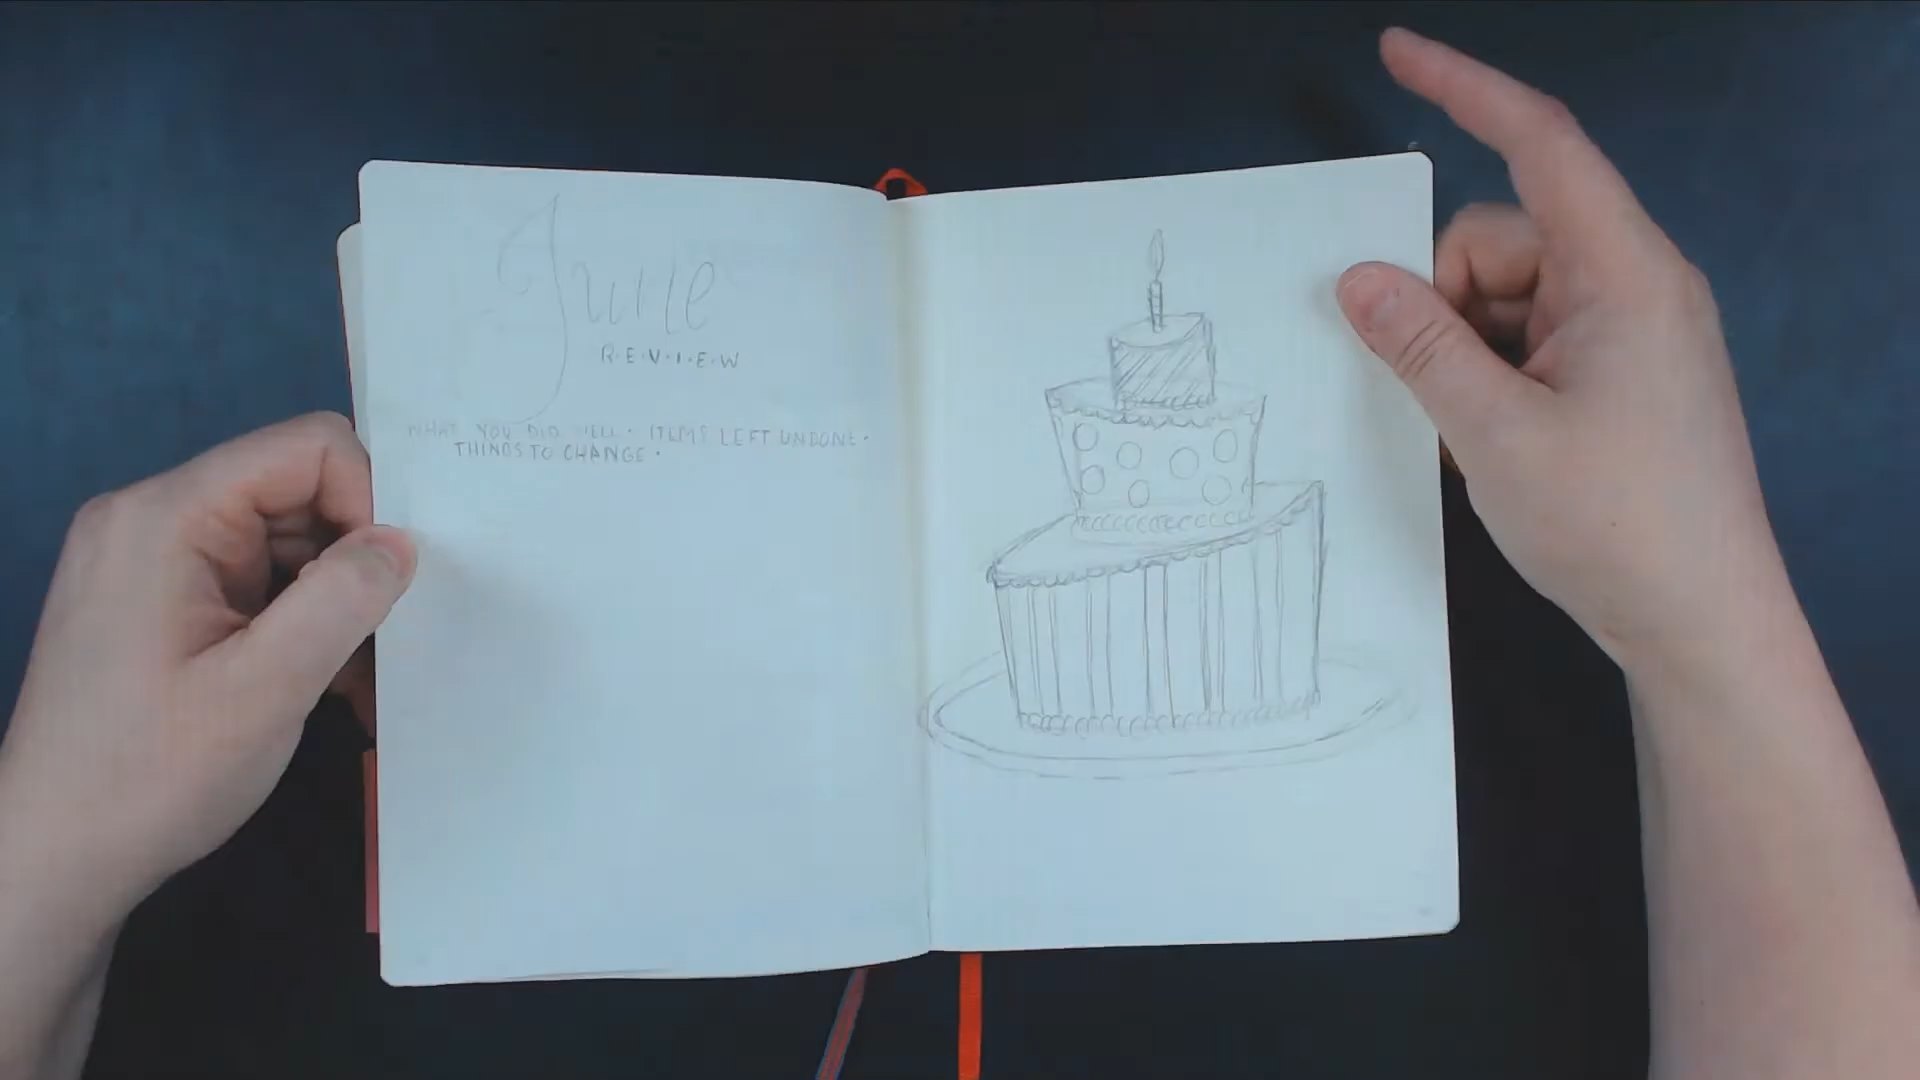 June
R·E·V·I·E·W
WHAT YOU DID WELL · ITEMS LEFT UNDONE ·
THINGS TO CHANGE ·